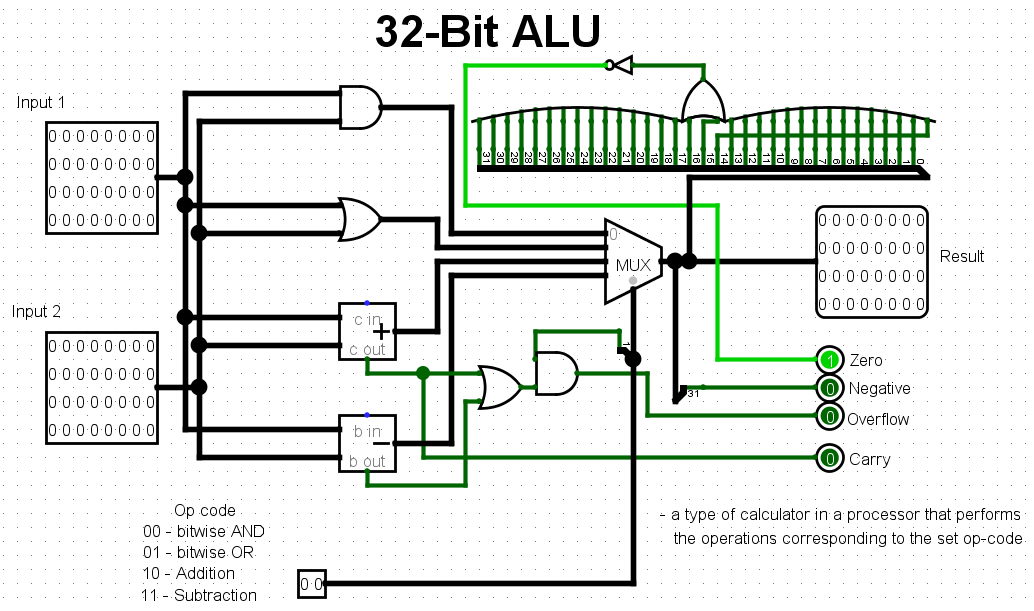 32-Bit ALU
Input 1
0 0 0 0 0 0 0 0
0 0 0 0 0 0 0 0
0 0 0 0 0 0 0 0
0 0 0 0 0 0 0 0
31 30 29 28 27 26 25 24 23 22 21 20 19 18 17 16 15 14 13 12 11 10 9 8 7 6 5 4 3 2 1 0
0
MUX
0 0 0 0 0 0 0 0
0 0 0 0 0 0 0 0
0 0 0 0 0 0 0 0
0 0 0 0 0 0 0 0
Result
Input 2
0 0 0 0 0 0 0 0
0 0 0 0 0 0 0 0
0 0 0 0 0 0 0 0
0 0 0 0 0 0 0 0
c in
+
c out
1
1 Zero
31
0 Negative
0 Overflow
b in
−
b out
0 Carry
Op code
00 - bitwise AND
01 - bitwise OR
10 - Addition
11 - Subtraction
0 0
- a type of calculator in a processor that performs
the operations corresponding to the set op-code